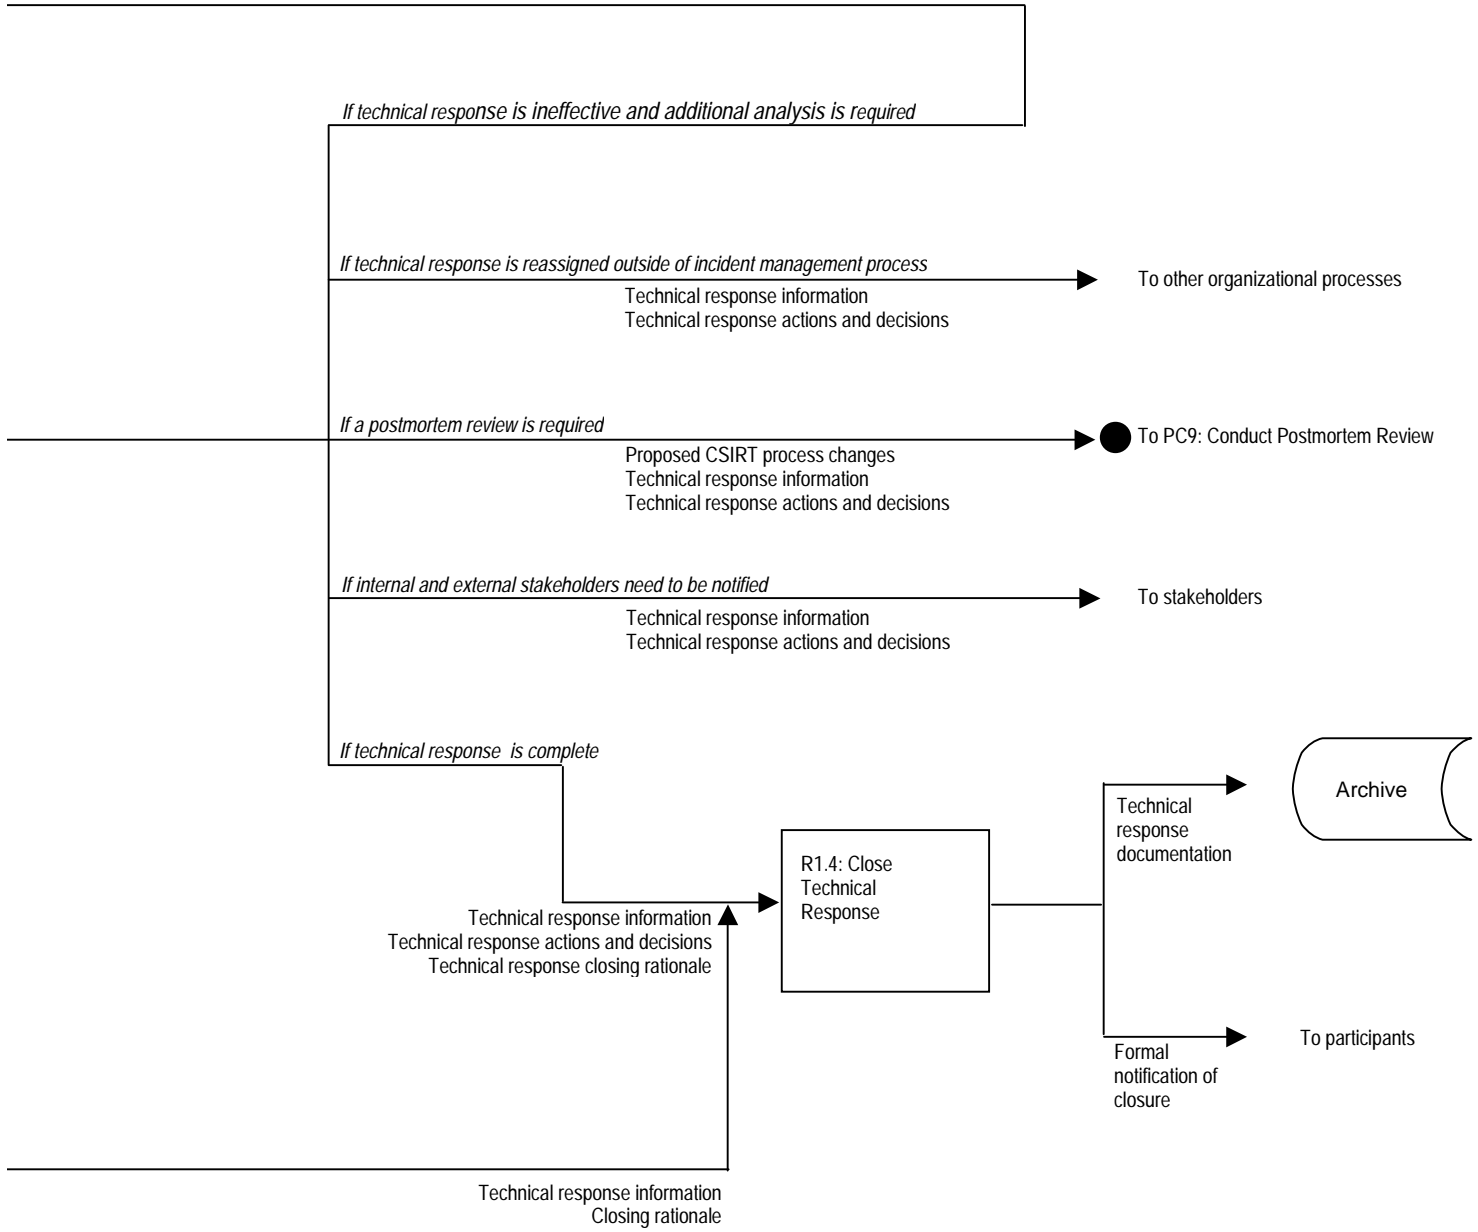 If technical response is ineffective and additional analysis is required
If technical response is reassigned outside of incident management process
Technical response information
Technical response actions and decisions
To other organizational processes
If a postmortem review is required
Proposed CSIRT process changes
Technical response information
Technical response actions and decisions
To PC9: Conduct Postmortem Review
If internal and external stakeholders need to be notified
Technical response information
Technical response actions and decisions
To stakeholders
If technical response is complete
Technical response information
Technical response actions and decisions
Technical response closing rationale
R1.4: Close
Technical
Response
Technical
response
documentation
Archive
Formal
notification of
closure
To participants
Technical response information
Closing rationale